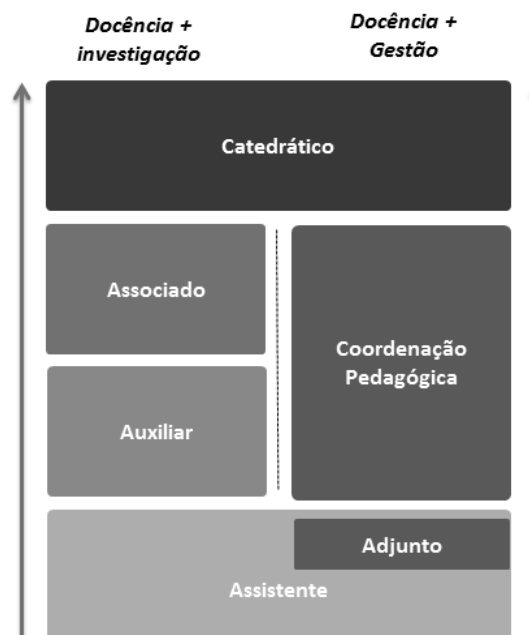 Docência +
investigação
Docência +
Gestão
Catedrático
Associado
Coordenação
Pedagógica
Auxiliar
Adjunto
Assistente